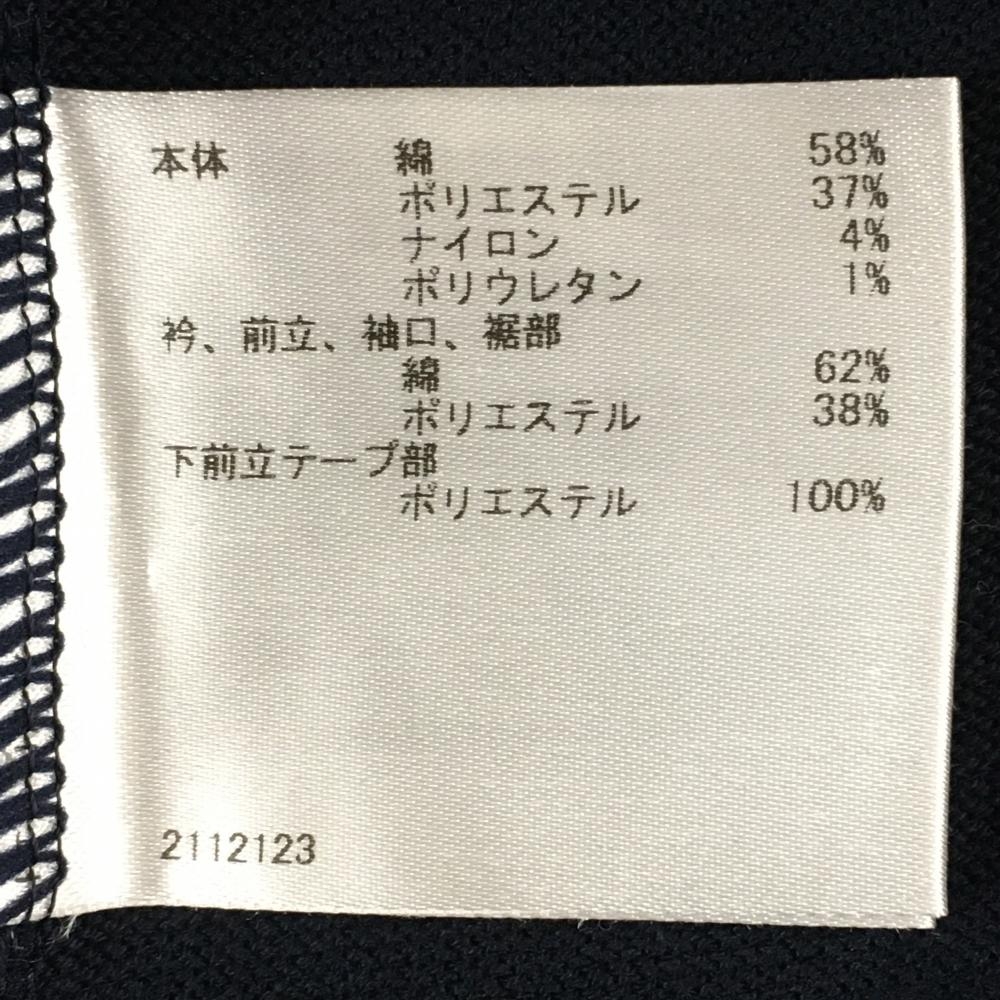 本体 綿 58%
ポリエステル 37%
ナイロン 4%
ポリウレタン 1%
衿、前立、袖口、裾部
綿 62%
ポリエステル 38%
下前立テープ部
ポリエステル 100%
2112123